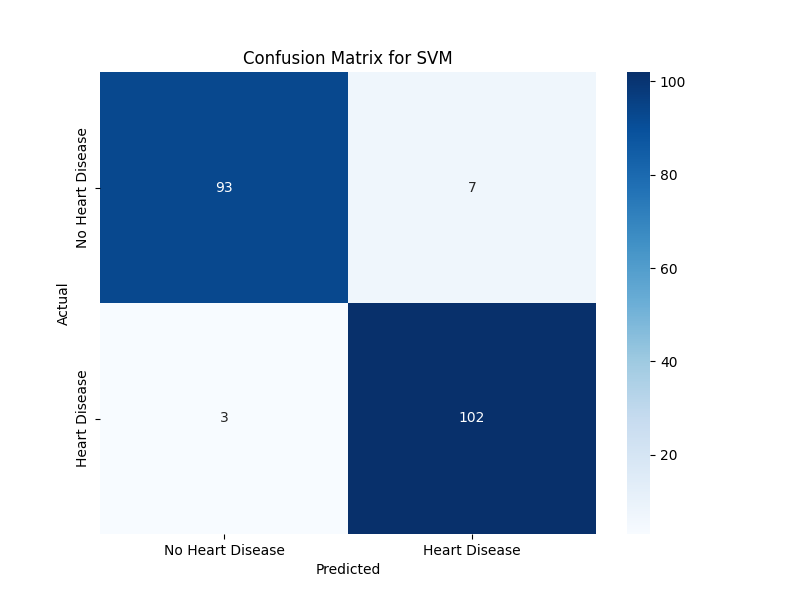 Confusion Matrix for SVM
No Heart Disease
93
7
Actual
Heart Disease
3
102
No Heart Disease
Heart Disease
Predicted
100
80
60
40
20